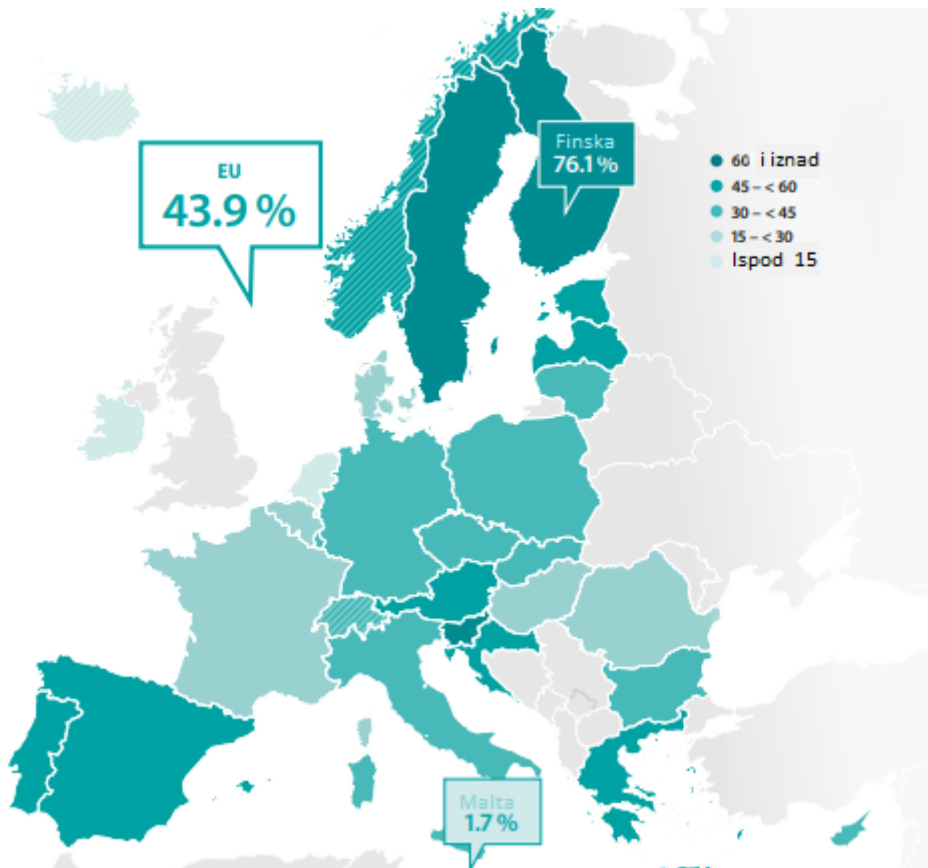 EU
43.9 %
Finska
76.1 %
60 i iznad
45 – < 60
30 – < 45
15 – < 30
Ispod 15
Malta
1.7 %